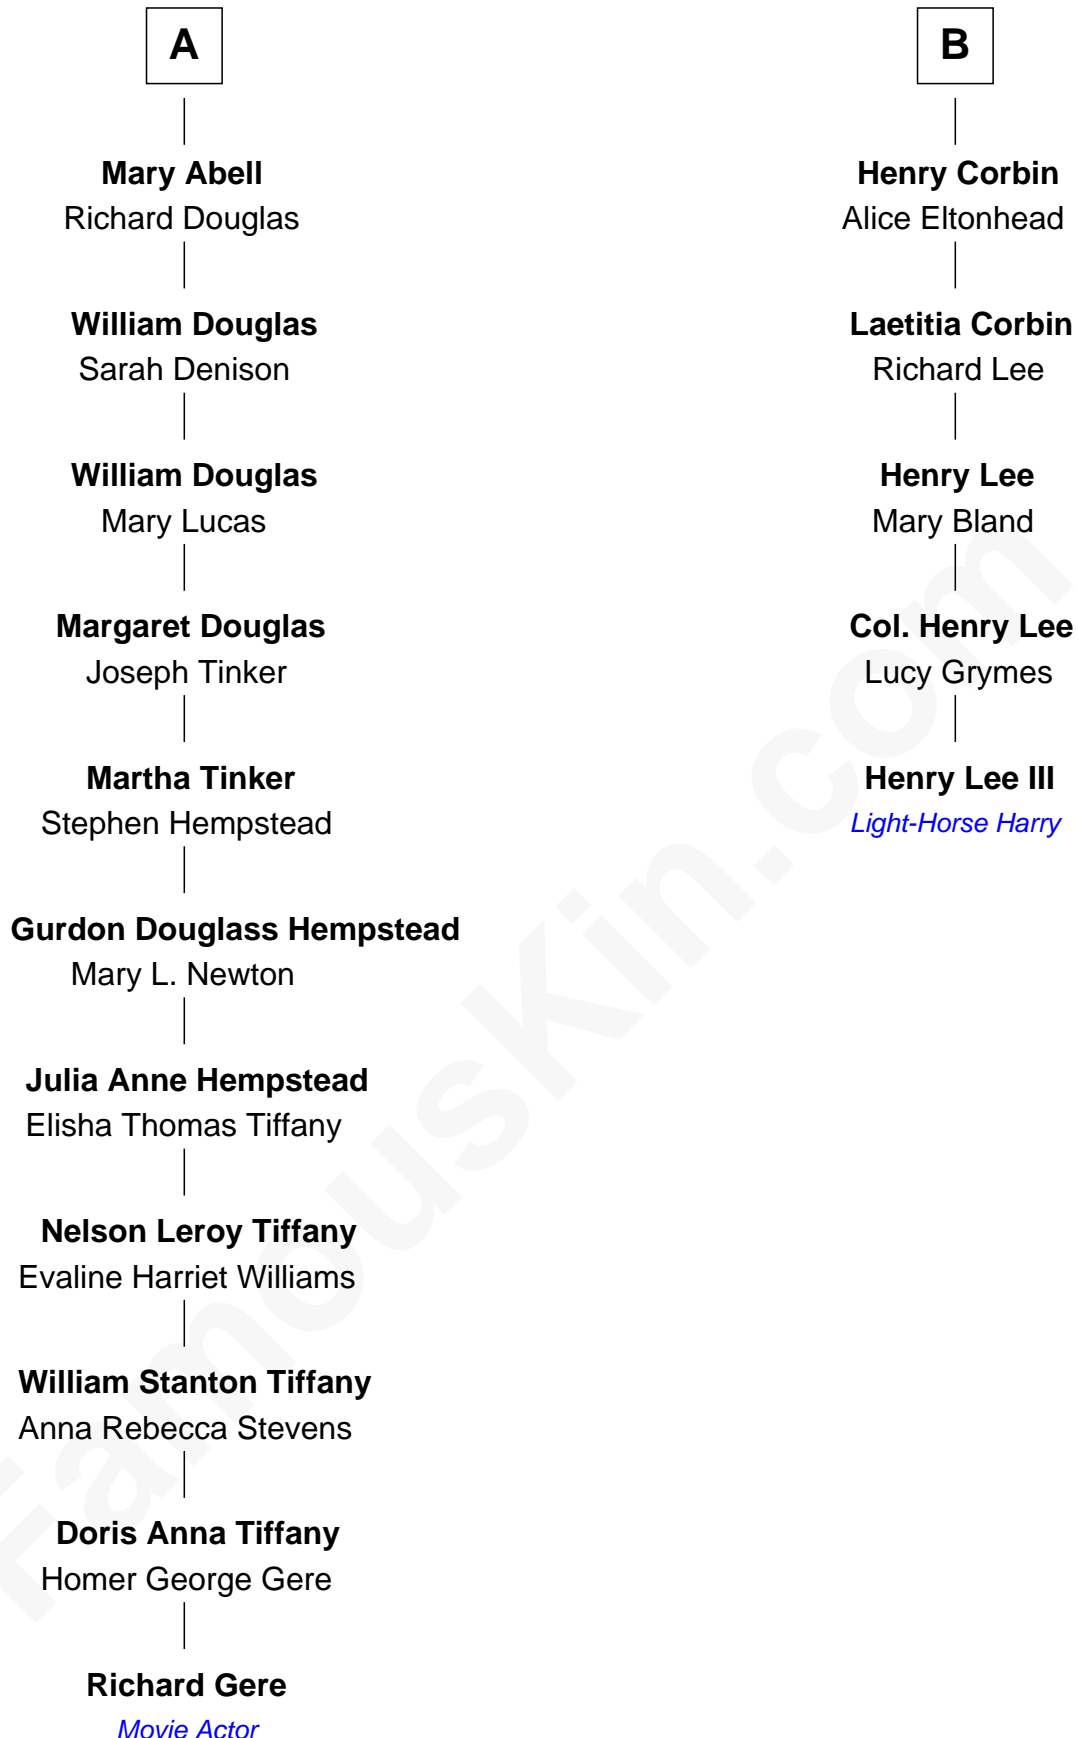 A
Mary Abell
Richard Douglas
William Douglas
Sarah Denison
William Douglas
Mary Lucas
Margaret Douglas
Joseph Tinker
Martha Tinker
Stephen Hempstead
Gurdon Douglass Hempstead
Mary L. Newton
Julia Anne Hempstead
Elisha Thomas Tiffany
Nelson Leroy Tiffany
Evaline Harriet Williams
William Stanton Tiffany
Anna Rebecca Stevens
Doris Anna Tiffany
Homer George Gere
Richard Gere
Movie Actor
B
Henry Corbin
Alice Eltonhead
Laetitia Corbin
Richard Lee
Henry Lee
Mary Bland
Col. Henry Lee
Lucy Grymes
Henry Lee III
Light-Horse Harry
FamousKin.com